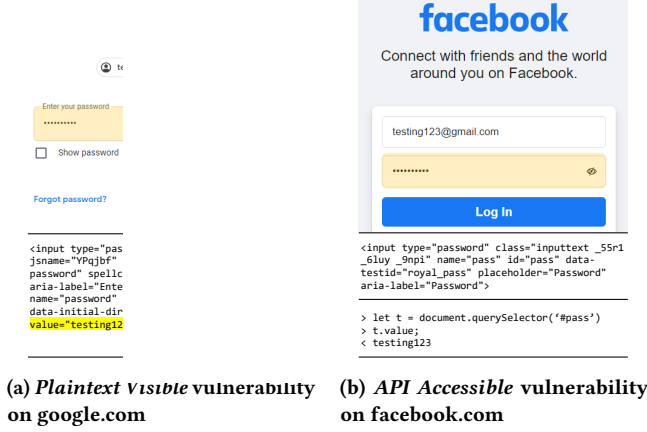 te
Enter your password
••••••••••
Show password
Forgot password?
<input type="pas
jsname="YPqjbf"
password" spellc
aria-label="Ente
name="password"
data-initial-dir
value="testing12
(a) Plaintext Visible vulnerability
on google.com
facebook
Connect with friends and the world
around you on Facebook.
testing123@gmail.com
••••••••••
Log In
<input type="password" class="inputtext _55r1
_6luy _9npi" name="pass" id="pass" data-
testid="royal_pass" placeholder="Password"
aria-label="Password">
> let t = document.querySelector(‘#pass’)
> t.value;
< testing123
(b) API Accessible vulnerability
on facebook.com